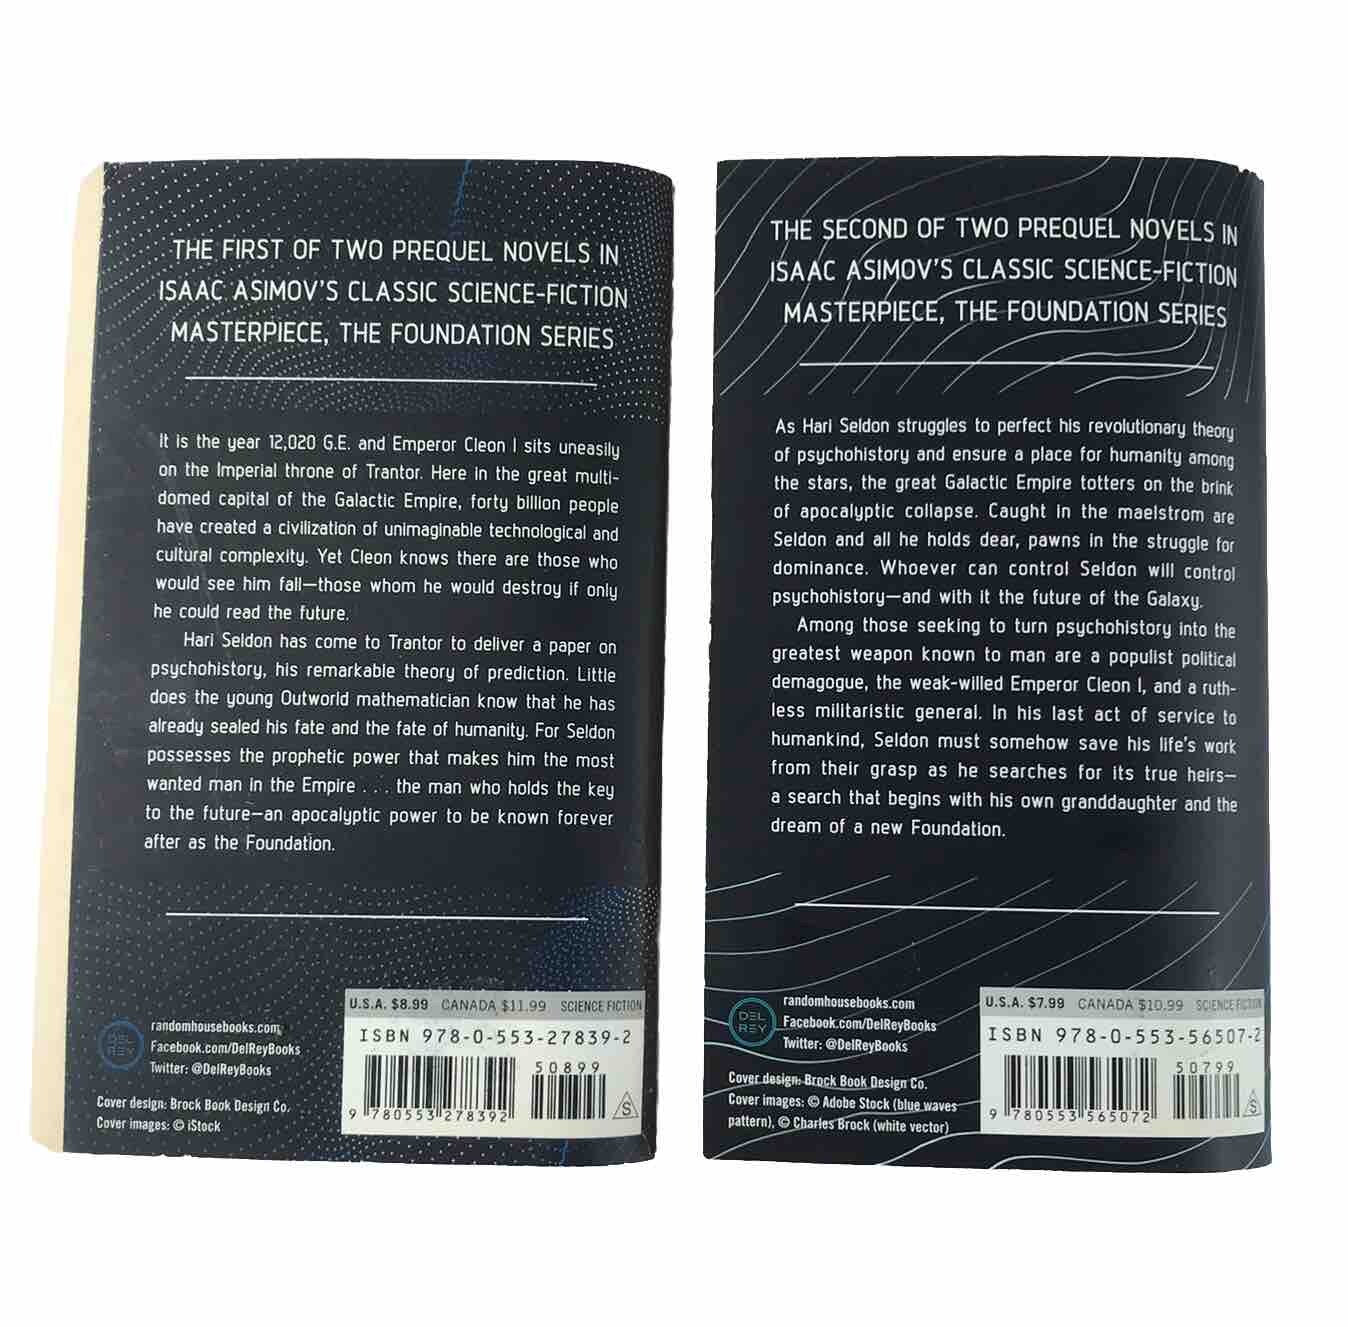 THE FIRST OF TWO PREQUEL NOVELS IN
ISAAC ASIMOV'S CLASSIC SCIENCE-FICTION
MASTERPIECE, THE FOUNDATION SERIES
It is the year 12,020 G.E. and Emperor Cleon I sits uneasily
on the Imperial throne of Trantor. Here in the great multi-
domed capital of the Galactic Empire, forty billion people
have created a civilization of unimaginable technological and
cultural complexity. Yet Cleon knows there are those who
would see him fall—those whom he would destroy if only
he could read the future.
Hari Seldon has come to Trantor to deliver a paper on
psychohistory, his remarkable theory of prediction. Little
does the young Outworld mathematician know that he has
already sealed his fate and the fate of humanity. For Seldon
possesses the prophetic power that makes him the most
wanted man in the Empire . . . the man who holds the key
to the future—an apocalyptic power to be known forever
after as the Foundation.
DEL
REY
randomhousebooks.com
Facebook.com/DelReyBooks
Twitter: @DelReyBooks
Cover design: Brock Book Design Co.
Cover images: © iStock
U.S.A. $8.99 CANADA $11.99 SCIENCE FICTION
ISBN 978-0-553-27839-2
50899
9 780553 278392
S
THE SECOND OF TWO PREQUEL NOVELS IN
ISAAC ASIMOV'S CLASSIC SCIENCE-FICTION
MASTERPIECE, THE FOUNDATION SERIES
As Hari Seldon struggles to perfect his revolutionary theory
of psychohistory and ensure a place for humanity among
the stars, the great Galactic Empire totters on the brink
of apocalyptic collapse. Caught in the maelstrom are
Seldon and all he holds dear, pawns in the struggle for
dominance. Whoever can control Seldon will control
psychohistory—and with it the future of the Galaxy.
Among those seeking to turn psychohistory into the
greatest weapon known to man are a populist political
demagogue, the weak-willed Emperor Cleon I, and a ruth-
less militaristic general. In his last act of service to
humankind, Seldon must somehow save his life's work
from their grasp as he searches for its true heirs—
a search that begins with his own granddaughter and the
dream of a new Foundation.
DEL
REY
randomhousebooks.com
Facebook.com/DelReyBooks
Twitter: @DelReyBooks
Cover design: Brock Book Design Co.
Cover images: © Adobe Stock (blue waves
pattern), © Charles Brock (white vector)
U.S.A. $7.99 CANADA $10.99 SCIENCE FICTION
ISBN 978-0-553-56507-2
50799
9 780553 565072
S